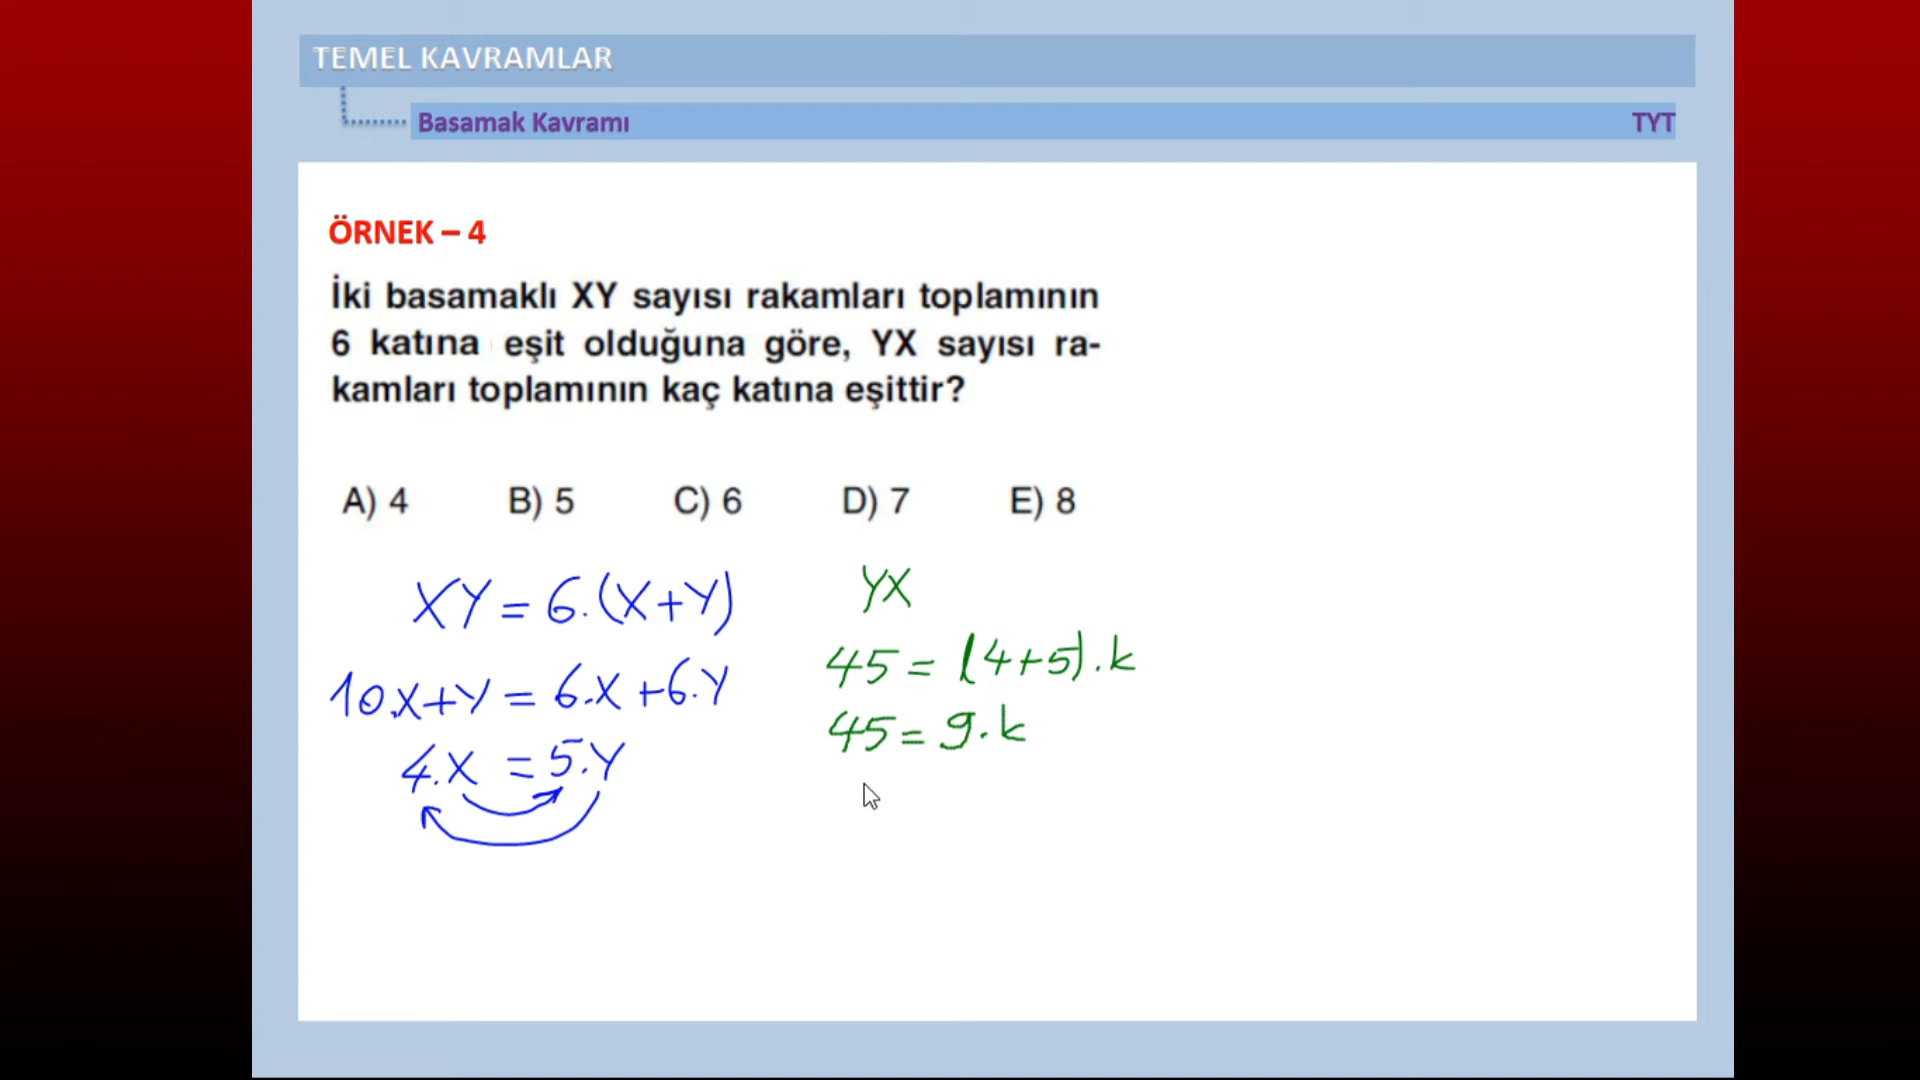 TEMEL KAVRAMLAR
Basamak Kavramı TYT
ÖRNEK – 4
İki basamaklı XY sayısı rakamları toplamının
6 katına eşit olduğuna göre, YX sayısı ra-
kamları toplamının kaç katına eşittir?
A) 4 B) 5 C) 6 D) 7 E) 8
XY = 6.(X+Y)
10.X+Y = 6.X+6.Y
4.X = 5.Y
YX
45 = (4+5).k
45 = 9.k